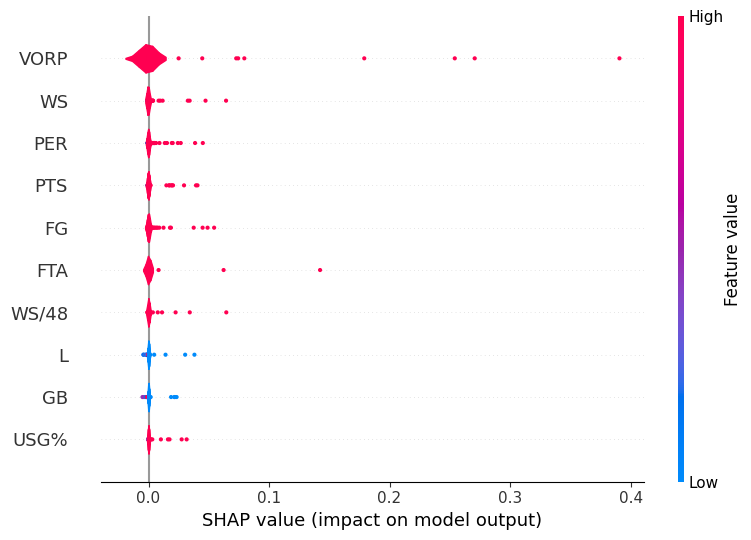 High
VORP
WS
PER
PTS
FG
FTA
WS/48
L
GB
USG%
Low
Feature value
0.0 0.1 0.2 0.3 0.4
SHAP value (impact on model output)